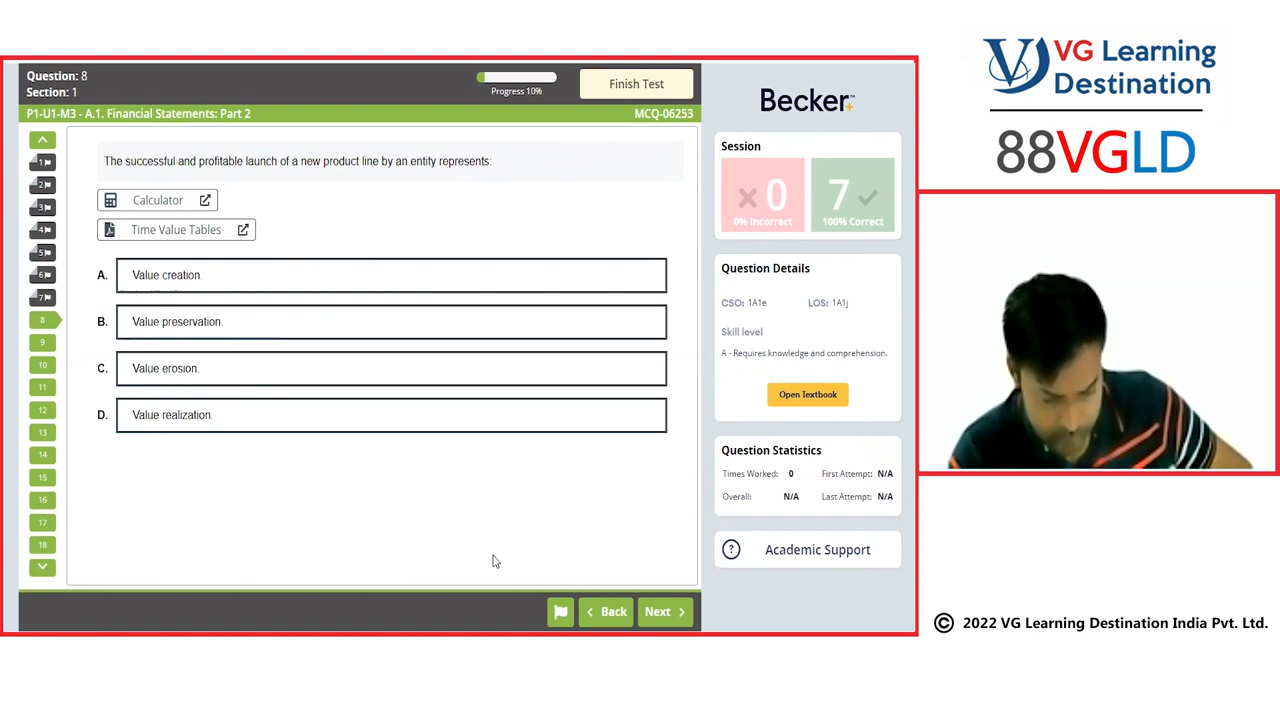 Question: 8
Section: 1
Progress 10%
Finish Test
P1-U1-M3 - A.1. Financial Statements: Part 2
MCQ-06253
1
2
3
4
5
6
7
8
9
10
11
12
13
14
15
16
17
18
The successful and profitable launch of a new product line by an entity represents:
Calculator
Time Value Tables
A. Value creation.
B. Value preservation.
C. Value erosion.
D. Value realization.
Back
Next
Becker
Session
0
0% Incorrect
7
100% Correct
Question Details
CSO: 1A1e LOS: 1A1j
Skill level
A - Requires knowledge and comprehension.
Open Textbook
Question Statistics
Times Worked: 0 First Attempt: N/A
Overall: N/A Last Attempt: N/A
? Academic Support
VG Learning
Destination
88VGLD
© 2022 VG Learning Destination India Pvt. Ltd.